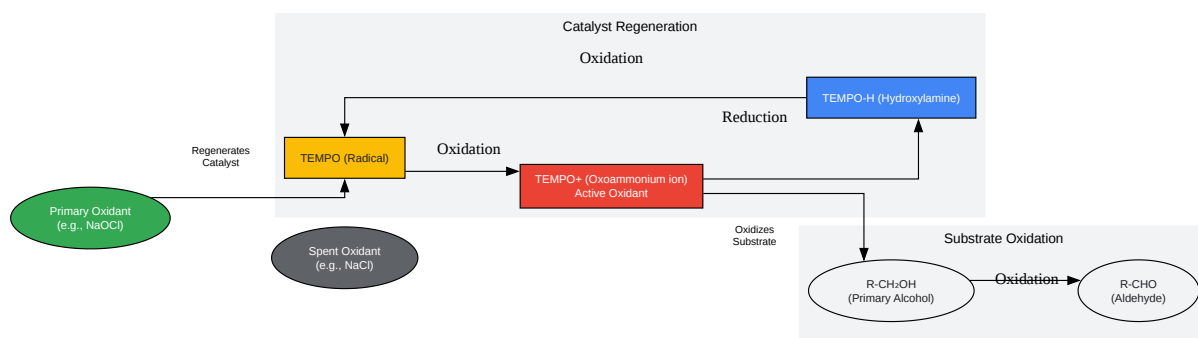 Catalyst Regeneration
Oxidation
TEMPO-H (Hydroxylamine)
Reduction
Regenerates
Catalyst
TEMPO (Radical)
Oxidation
TEMPO+ (Oxoammonium ion)
Active Oxidant
Primary Oxidant
(e.g., NaOCl)
Spent Oxidant
(e.g., NaCl)
Oxidizes
Substrate
Substrate Oxidation
R-CH₂OH
(Primary Alcohol)
Oxidation
R-CHO
(Aldehyde)